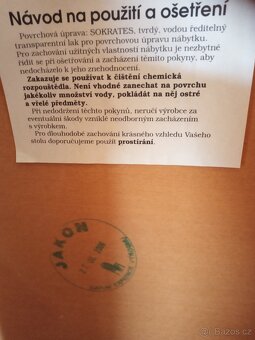 Návod na použití a ošetření
Povrchová úprava: SOKRATES, tvrdý, vodou ředitelný
transparentní lak pro povrchovou úpravu nábytku.
Pro zachování užitných vlastností nábytku je nezbytné
řídit se při ošetřování a zacházení těmito pokyny, aby
nedocházelo k jeho znehodnocení.
Zakazuje se používat k čištění chemická
rozpouštědla. Není vhodné zanechat na povrchu
jakékoliv množství vody, pokládat na něj ostré
a vřelé předměty.
Při nedodržení těchto pokynů, neručí výrobce za
eventuální škody vzniklé neodborným zacházením
s výrobkem.
Pro dlouhodobé zachování krásného vzhledu Vašeho
stolu doporučujeme použít prostírání.
JAKON
Bazos.cz